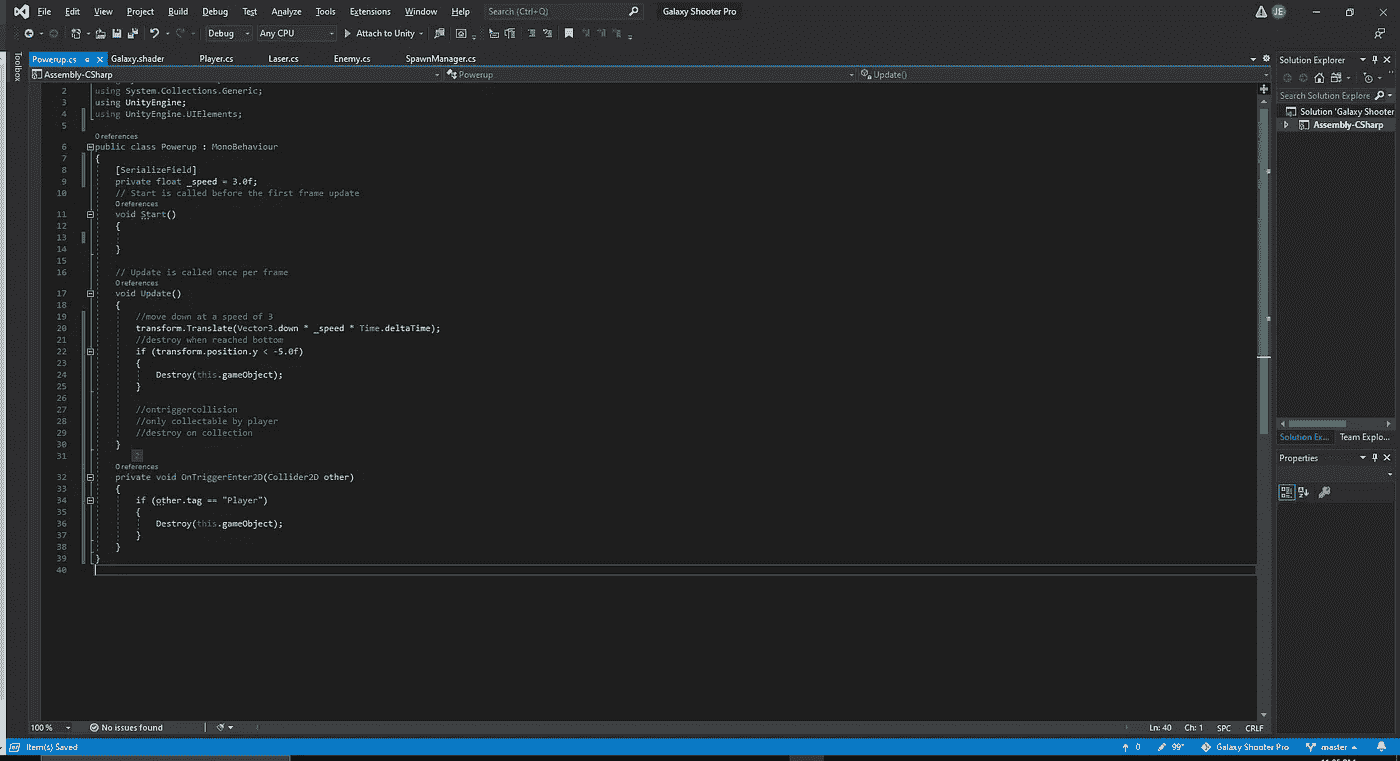 File Edit View Project Build Debug Test Analyze Tools Extensions Window Help Search (Ctrl+Q) Galaxy Shooter Pro JE
Debug Any CPU Attach to Unity
Toolbox
Powerup.cs Galaxy.shader Player.cs Laser.cs Enemy.cs SpawnManager.cs
Assembly-CSharp Powerup Update()
2 using System.Collections.Generic;
3 using UnityEngine;
4 using UnityEngine.UIElements;
5
0 references
6 public class Powerup : MonoBehaviour
7 {
8 [SerializeField]
9 private float _speed = 3.0f;
10 // Start is called before the first frame update
0 references
11 void Start()
12 {
13
14 }
15
16 // Update is called once per frame
0 references
17 void Update()
18 {
19 //move down at a speed of 3
20 transform.Translate(Vector3.down * _speed * Time.deltaTime);
21 //destroy when reached bottom
22 if (transform.position.y < -5.0f)
23 {
24 Destroy(this.gameObject);
25 }
26
27 //ontriggercollision
28 //only collectable by player
29 //destroy on collection
30 }
31
0 references
32 private void OnTriggerEnter2D(Collider2D other)
33 {
34 if (other.tag == "Player")
35 {
36 Destroy(this.gameObject);
37 }
38 }
39 }
40
Solution Explorer
Search Solution Explore
Solution 'Galaxy Shooter
Assembly-CSharp
Solution Ex... Team Explo...
Properties
100 % No issues found Ln: 40 Ch: 1 SPC CRLF
Item(s) Saved 0 99+ Galaxy Shooter Pro master